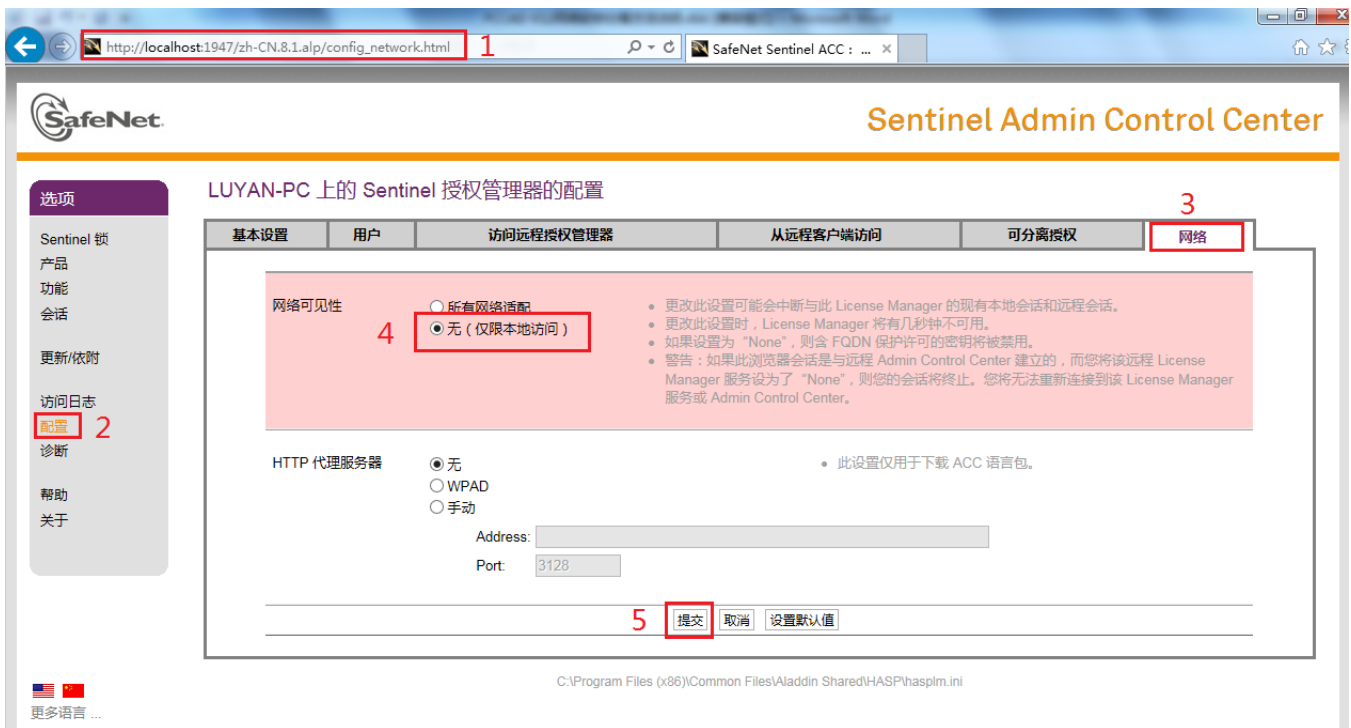 http://localhost:1947/zh-CN.8.1.alp/config_network.html
1
SafeNet Sentinel ACC： ...
SafeNet.
Sentinel Admin Control Center
选项
Sentinel 锁
产品
功能
会话
更新/依附
访问日志
配置
2
诊断
帮助
关于
LUYAN-PC 上的 Sentinel 授权管理器的配置
3
基本设置 用户 访问远程授权管理器 从远程客户端访问 可分离授权 网络
网络可见性
所有网络适配
4
无（仅限本地访问）
更改此设置可能会中断与此 License Manager 的现有本地会话和远程会话。
更改此设置时，License Manager 将有几秒钟不可用。
如果设置为“None”，则含 FQDN 保护许可的密钥将被禁用。
警告：如果此浏览器会话是与远程 Admin Control Center 建立的，而您将该远程 License
Manager 服务设为了“None”，则您的会话将终止。您将无法重新连接到该 License Manager
服务或 Admin Control Center。
HTTP 代理服务器
无
此设置仅用于下载 ACC 语言包。
WPAD
手动
Address:
Port: 3128
5
提交 取消 设置默认值
C:\Program Files (x86)\Common Files\Aladdin Shared\HASP\hasplm.ini
更多语言 ...